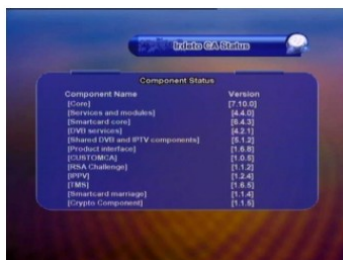 Irdeto CA Status
Component Status
Component Name Version
[Core] [7.10.0]
[Services and modules] [4.4.0]
[Smartcard core] [6.4.3]
[DVB services] [4.2.1]
[Shared DVB and IPTV components] [5.1.2]
[Product interface] [1.6.8]
[CUSTOMCA] [1.0.5]
[RSA Challenge] [1.1.2]
[IPPV] [1.2.4]
[TMS] [1.6.5]
[Smartcard marriage] [1.1.4]
[Crypto Component] [1.1.5]